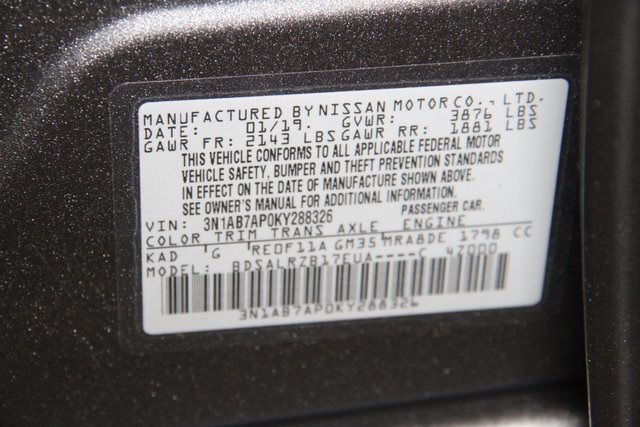 MANUFACTURED BY NISSAN MOTOR CO., LTD.
DATE: 01/19. GVWR: 3876 LBS
GAWR FR: 2143 LBS GAWR RR: 1881 LBS
THIS VEHICLE CONFORMS TO ALL APPLICABLE FEDERAL MOTOR
VEHICLE SAFETY, BUMPER, AND THEFT PREVENTION STANDARDS
IN EFFECT ON THE DATE OF MANUFACTURE SHOWN ABOVE.
SEE OWNER'S MANUAL FOR ADDITIONAL INFORMATION.
VIN: 3N1AB7AP0KY288326 PASSENGER CAR.
COLOR TRIM TRANS AXLE ENGINE
KAD G RE0F11A GM35 MRA8DE 1798 CC
MODEL: BDSALRZB17EUA----C 4Z000
3N1AB7AP0KY288326